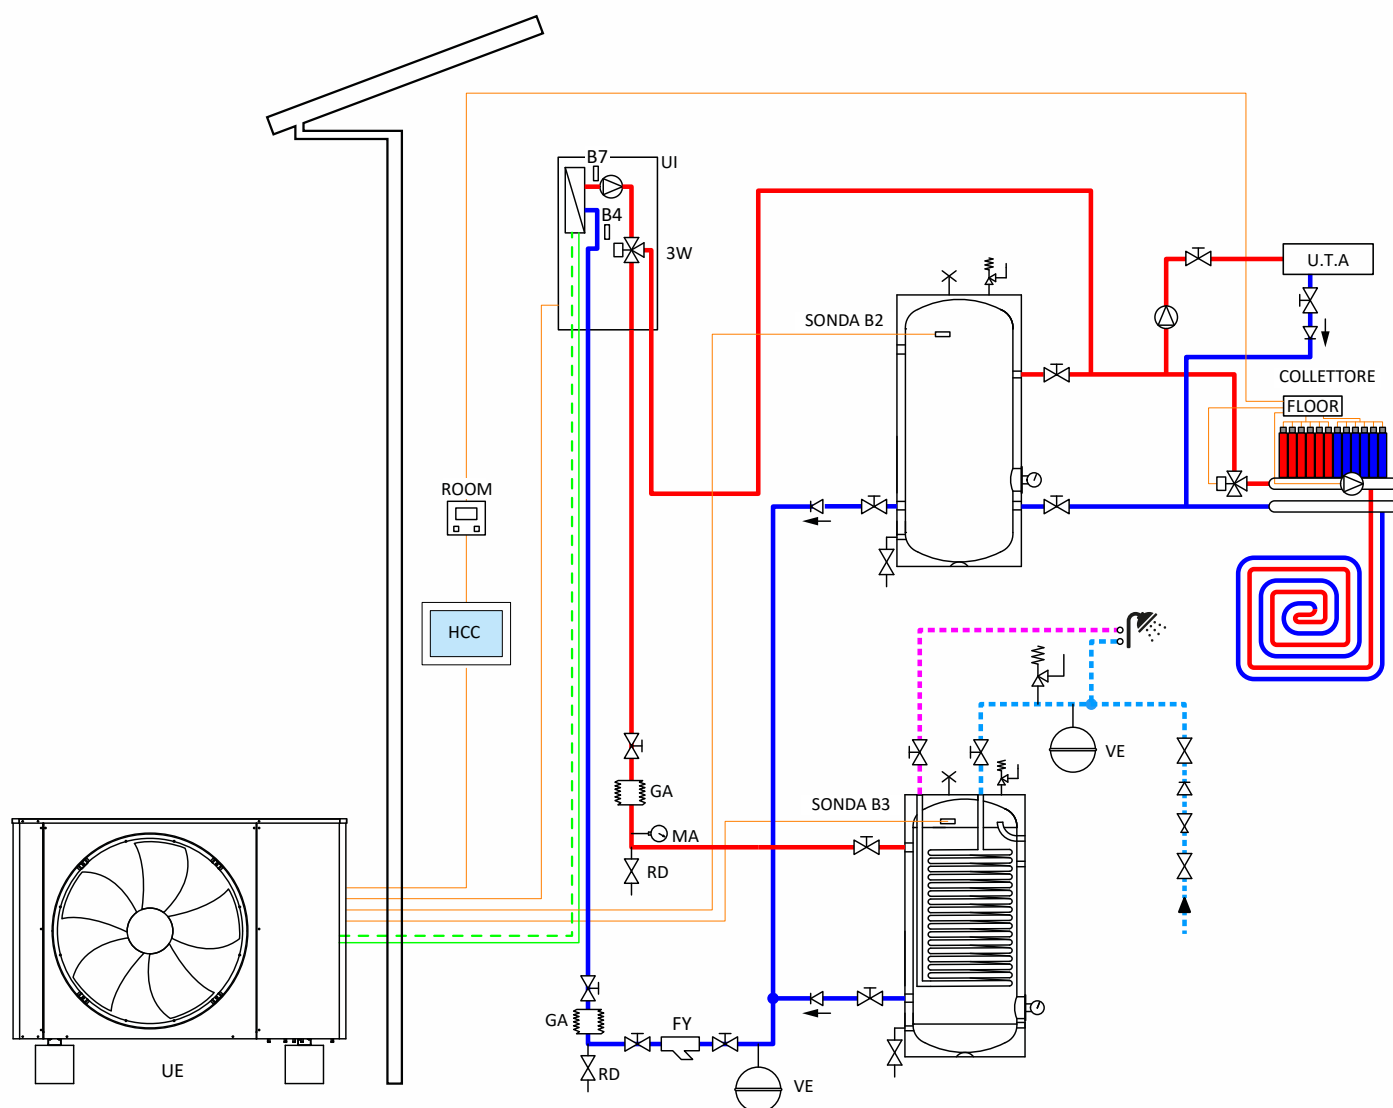 B7
UI
B4
3W
U.T.A
SONDA B2
COLLETTORE
FLOOR
ROOM
HCC
VE
GA
SONDA B3
MA
RD
GA
FY
UE
RD
VE